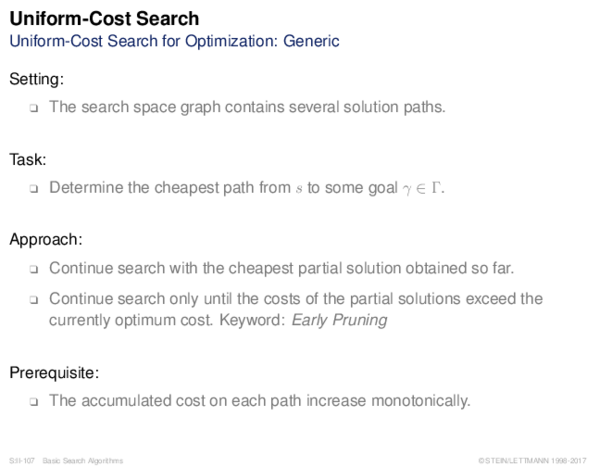 Uniform-Cost Search
Uniform-Cost Search for Optimization: Generic
Setting:
❑ The search space graph contains several solution paths.
Task:
❑ Determine the cheapest path from s to some goal γ ∈ Γ.
Approach:
❑ Continue search with the cheapest partial solution obtained so far.
❑ Continue search only until the costs of the partial solutions exceed the
currently optimum cost. Keyword: Early Pruning
Prerequisite:
❑ The accumulated cost on each path increase monotonically.
S:II-107 Basic Search Algorithms ©STEIN/LETTMANN 1998-2017